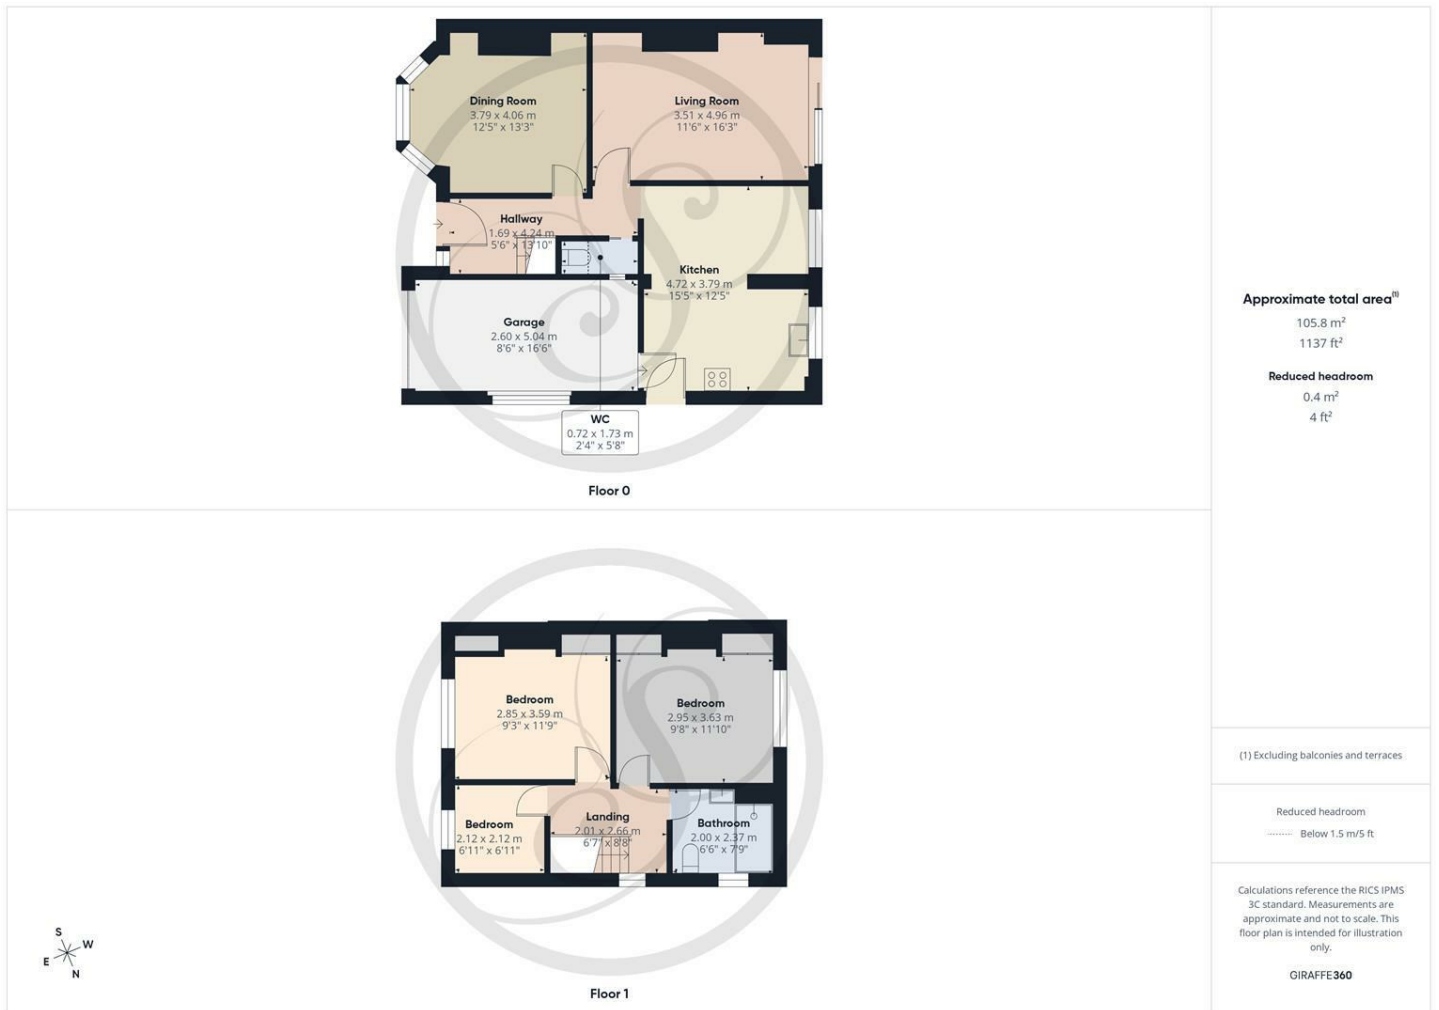 Dining Room
3.79 x 4.06 m
12'5" x 13'3"
Living Room
3.51 x 4.96 m
11'6" x 16'3"
Hallway
1.69 x 4.24 m
5'6" x 13'10"
Kitchen
4.72 x 3.79 m
15'5" x 12'5"
Garage
2.60 x 5.04 m
8'6" x 16'6"
WC
0.72 x 1.73 m
2'4" x 5'8"
Floor 0
Bedroom
2.85 x 3.59 m
9'3" x 11'9"
Bedroom
2.95 x 3.63 m
9'8" x 11'10"
Bedroom
2.12 x 2.12 m
6'11" x 6'11"
Landing
2.01 x 2.66 m
6'7" x 8'8"
Bathroom
2.00 x 2.37 m
6'6" x 7'9"
Floor 1
S
W
E
N
Approximate total area(1)
105.8 m²
1137 ft²
Reduced headroom
0.4 m²
4 ft²
(1) Excluding balconies and terraces
Reduced headroom
Below 1.5 m/5 ft
Calculations reference the RICS IPMS
3C standard. Measurements are
approximate and not to scale. This
floor plan is intended for illustration
only.
GIRAFFE360